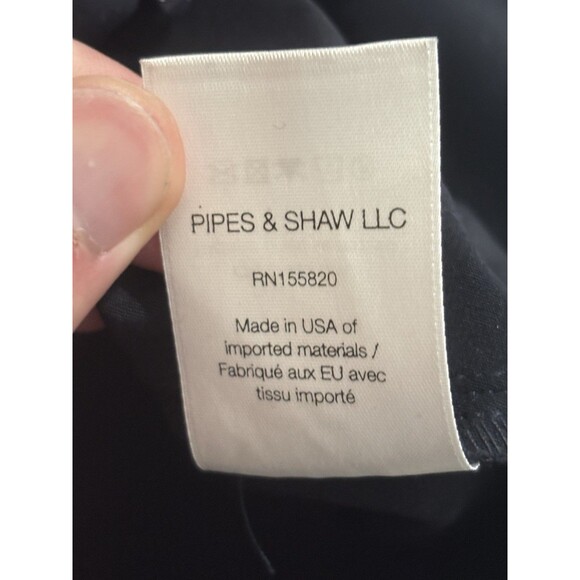 PIPES & SHAW LLC
RN155820
Made in USA of
imported materials /
Fabriqué aux EU avec
tissu importé